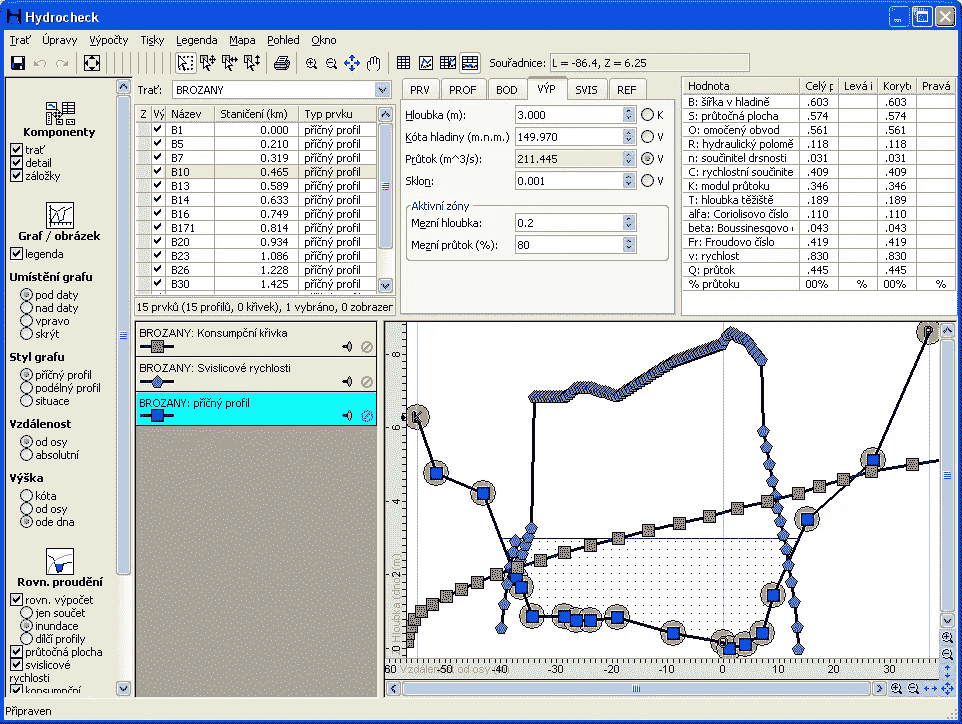 Hydrocheck
Trať Úpravy Výpočty Tisky Legenda Mapa Pohled Okno
Souřadnice: L = -86.4, Z = 6.25
Komponenty
trať
detail
záložky
Graf / obrázek
legenda
Umístění grafu
pod daty
nad daty
vpravo
skrýt
Styl grafu
příčný profil
podélný profil
situace
Vzdálenost
od osy
absolutní
Výška
kóta
od osy
ode dna
Rovn. proudění
rovn. výpočet
jen součet
inundace
dílčí profily
průtočná plocha
svislicové
rychlosti
konsumpční
Trať: BROZANY
Z Vý Název Staničení (km) Typ prvku
B1 0.000 příčný profil
B5 0.210 příčný profil
B7 0.319 příčný profil
B10 0.465 příčný profil
B13 0.589 příčný profil
B14 0.633 příčný profil
B16 0.749 příčný profil
B171 0.814 příčný profil
B20 0.934 příčný profil
B23 1.086 příčný profil
B26 1.228 příčný profil
B30 1.425 příčný profil
15 prvků (15 profilů, 0 křivek), 1 vybráno, 0 zobrazer
PRV PROF BOD VÝP SVIS REF
Hloubka (m): 3.000 K
Kóta hladiny (m.n.m.) 149.970 V
Průtok (m^3/s): 211.445 V
Sklon: 0.001 V
Aktivní zóny
Mezní hloubka: 0.2
Mezní průtok (%): 80
Hodnota Celý p Levá i Koryto Pravá
B: šířka v hladině .603 .603
S: průtočná plocha .574 .574
O: omočený obvod .561 .561
R: hydraulický polomě .118 .118
n: součinitel drsnosti .031 .031
C: rychlostní součinite .409 .409
K: modul průtoku .346 .346
T: hloubka těžiště .189 .189
alfa: Coriolisovo číslo .110 .110
beta: Boussinesqovo .043 .043
Fr: Froudovo číslo .419 .419
v: rychlost .830 .830
Q: průtok .445 .445
% průtoku 00% % 00% %
BROZANY: Konsumpční křivka
BROZANY: Svislicové rychlosti
BROZANY: příčný profil
K
P
8
6
4
2
0
Hloubka (dno) (m)
60 Vzdálenost od osy -50 -40 -30 -20 -10 0 10 20 30
Připraven